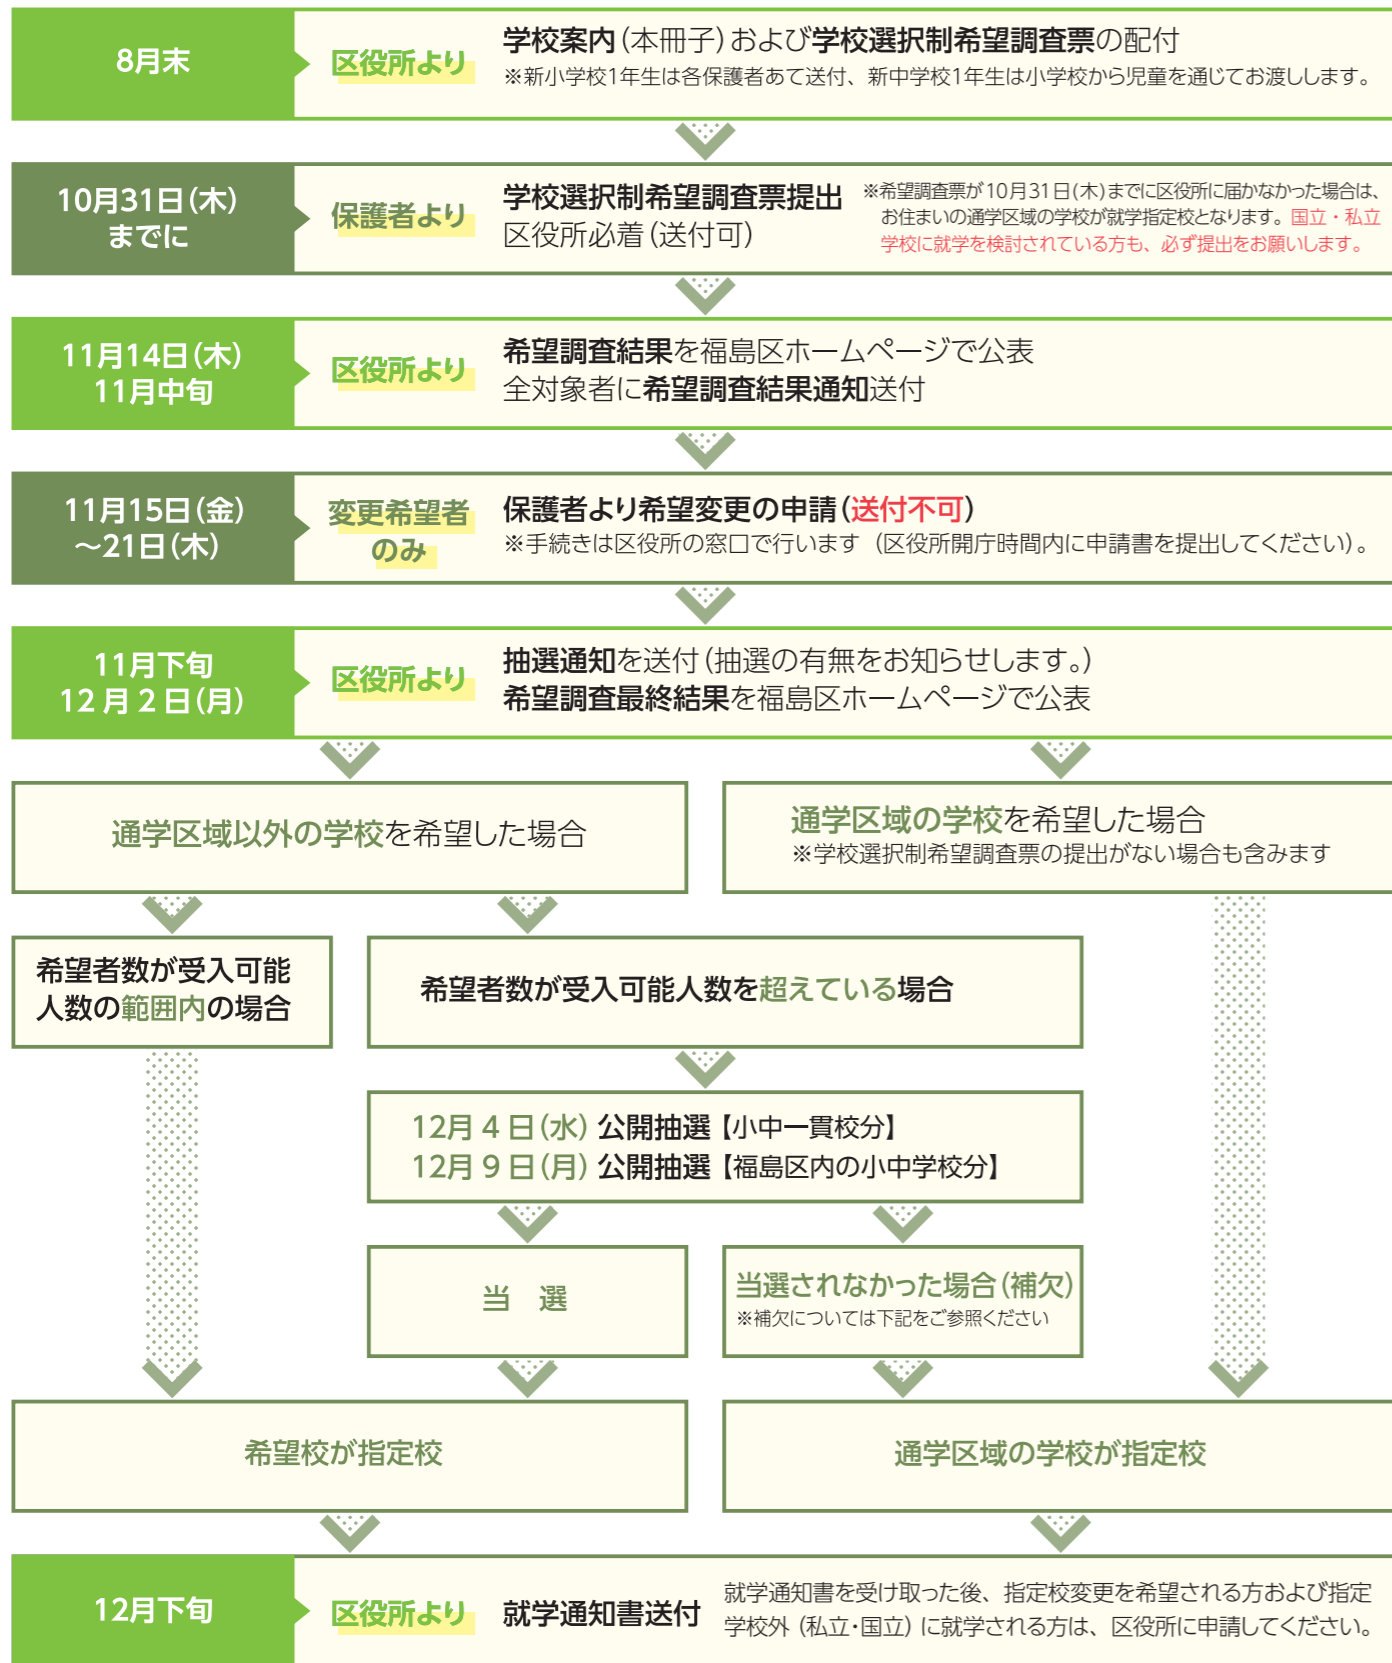 8月末
区役所より
学校案内(本冊子)および学校選択制希望調査票の配付
※新小学校1年生は各保護者あて送付、新中学校1年生は小学校から児童を通じてお渡しします。
10月31日(木)
までに
保護者より
学校選択制希望調査票提出
区役所必着(送付可)
※希望調査票が10月31日(木)までに区役所に届かなかった場合は、
お住まいの通学区域の学校が就学指定校となります。国立・私立
学校に就学を検討されている方も、必ず提出をお願いします。
11月14日(木)
11月中旬
区役所より
希望調査結果を福島区ホームページで公表
全対象者に希望調査結果通知送付
11月15日(金)
～21日(木)
変更希望者
のみ
保護者より希望変更の申請(送付不可)
※手続きは区役所の窓口で行います（区役所開庁時間内に申請書を提出してください）。
11月下旬
12月2日(月)
区役所より
抽選通知を送付(抽選の有無をお知らせします。)
希望調査最終結果を福島区ホームページで公表
通学区域以外の学校を希望した場合
通学区域の学校を希望した場合
※学校選択制希望調査票の提出がない場合も含みます
希望者数が受入可能
人数の範囲内の場合
希望者数が受入可能人数を超えている場合
12月4日(水)公開抽選【小中一貫校分】
12月9日(月)公開抽選【福島区内の小中学校分】
当　選
当選されなかった場合(補欠)
※補欠については下記をご参照ください
希望校が指定校
通学区域の学校が指定校
12月下旬
区役所より
就学通知書送付
就学通知書を受け取った後、指定校変更を希望される方および指定
学校外（私立・国立）に就学される方は、区役所に申請してください。